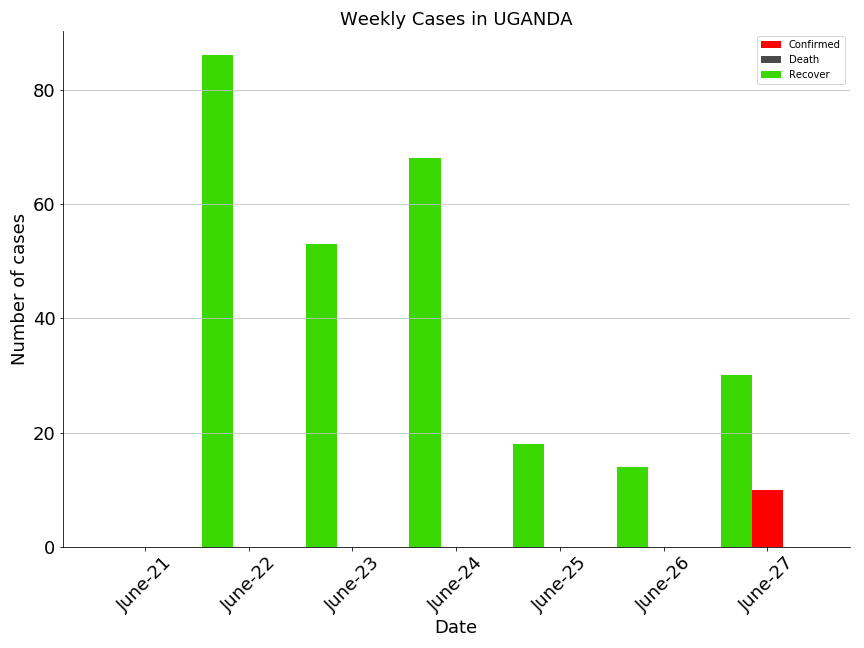 Weekly Cases in UGANDA
Confirmed
Death
Recover
80
60
40
20
0
Number of cases
June-21
June-22
June-23
June-24
June-25
June-26
June-27
Date